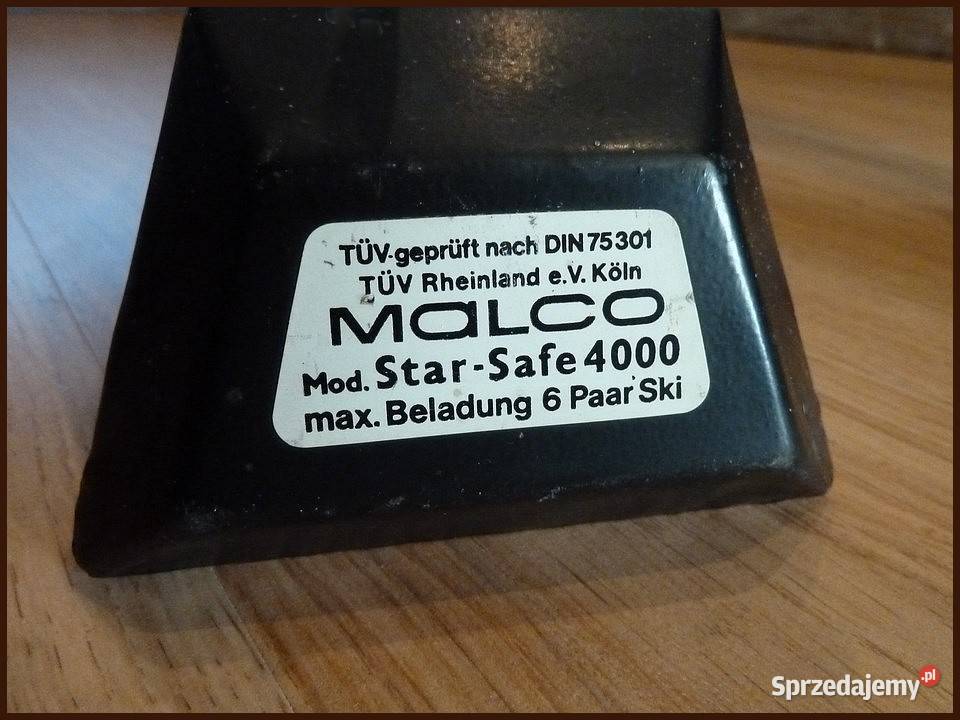 TÜV-geprüft nach DIN 75301
TÜV Rheinland e.V. Köln
MALCO
Mod. Star-Safe 4000
max. Beladung 6 Paar Ski
Sprzedajemy.pl